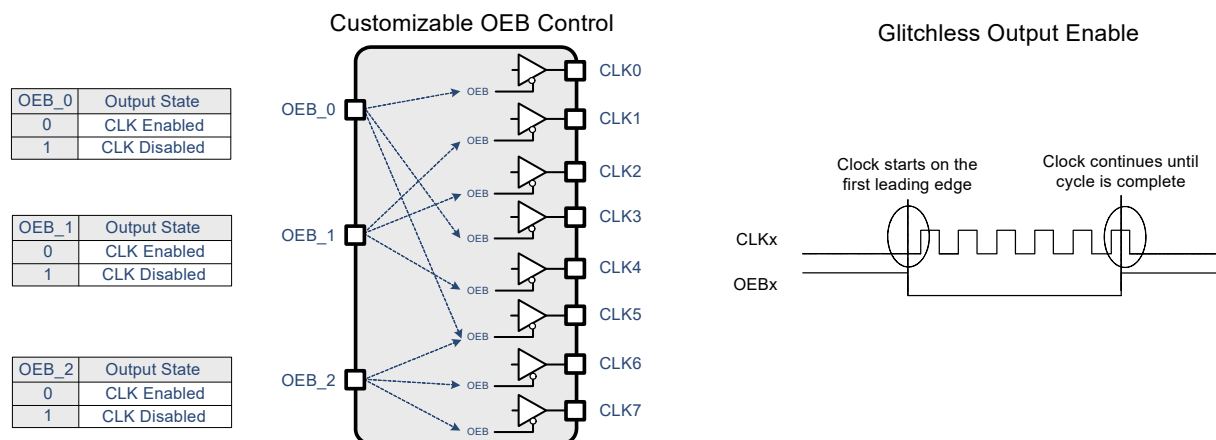 Customizable OEB Control
Glitchless Output Enable
OEB_0 Output State
0 CLK Enabled
1 CLK Disabled
OEB_1 Output State
0 CLK Enabled
1 CLK Disabled
OEB_2 Output State
0 CLK Enabled
1 CLK Disabled
OEB_0
OEB_1
OEB_2
OEB
CLK0
OEB
CLK1
OEB
CLK2
OEB
CLK3
OEB
CLK4
OEB
CLK5
OEB
CLK6
OEB
CLK7
Clock starts on the
first leading edge
Clock continues until
cycle is complete
CLKx
OEBx